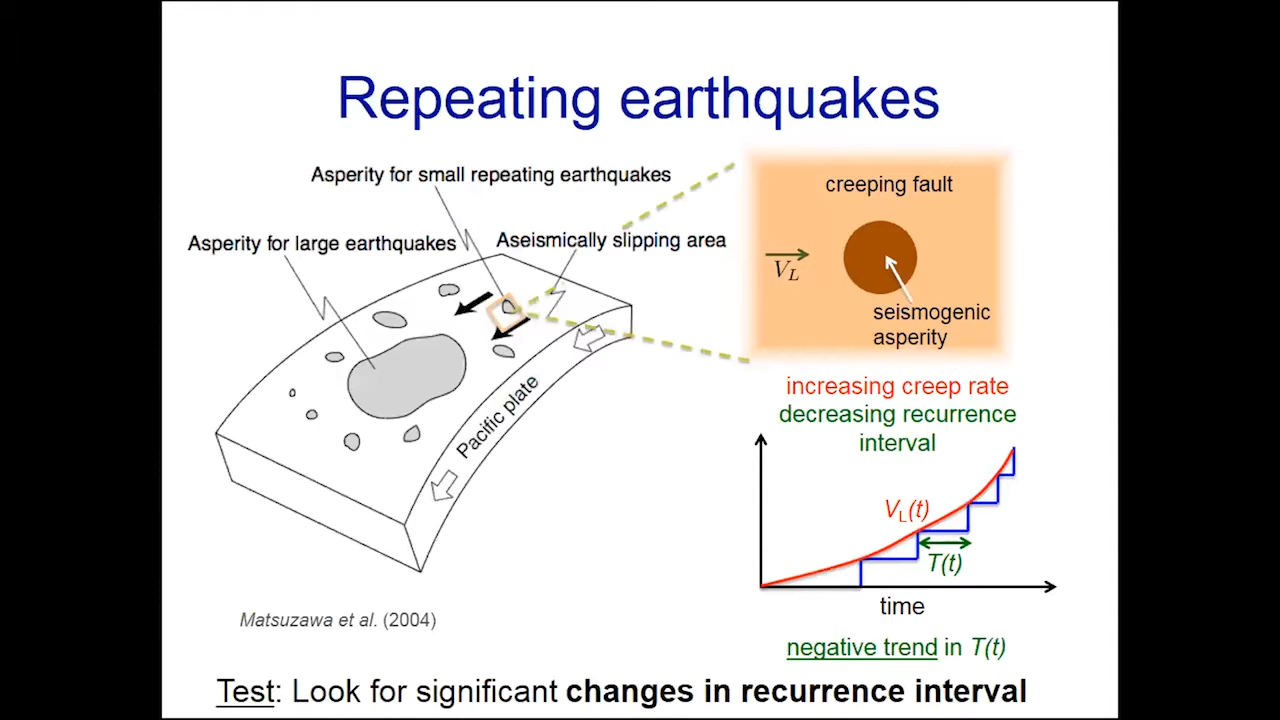 Repeating earthquakes
Asperity for small repeating earthquakes
Asperity for large earthquakes
Aseismically slipping area
Pacific plate
Matsuzawa et al. (2004)
creeping fault
V_L
seismogenic
asperity
increasing creep rate
decreasing recurrence
interval
V_L(t)
T(t)
time
negative trend in T(t)
Test: Look for significant changes in recurrence interval